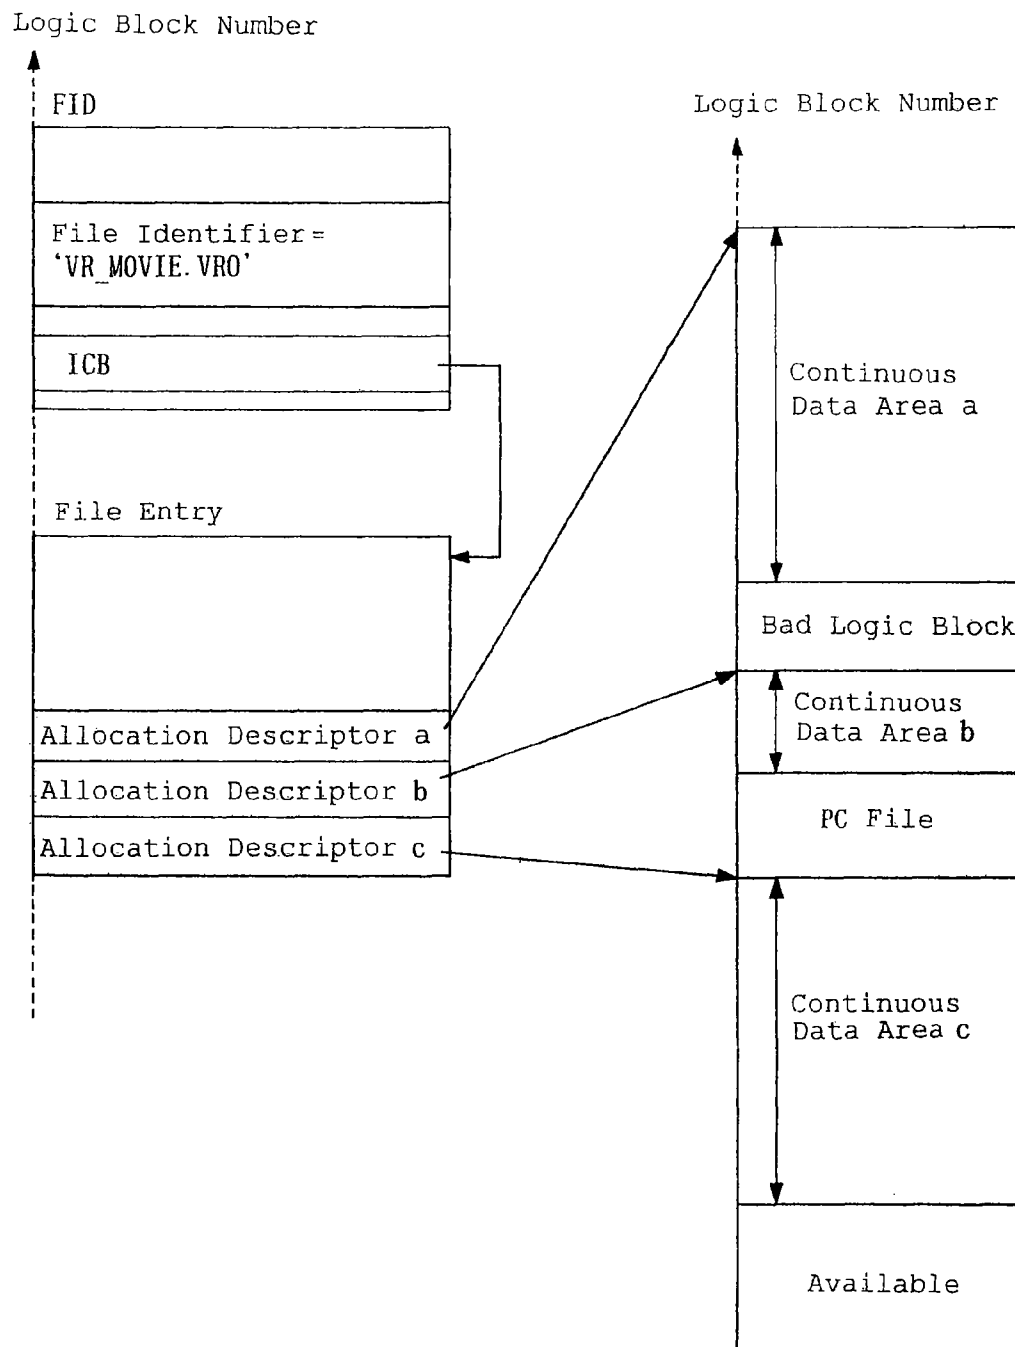 Logic Block Number
FID
File Identifier=
‘VR_MOVIE.VRO’
ICB
File Entry
Allocation Descriptor a
Allocation Descriptor b
Allocation Descriptor c
Logic Block Number
Continuous
Data Area a
Bad Logic Block
Continuous
Data Area b
PC File
Continuous
Data Area c
Available